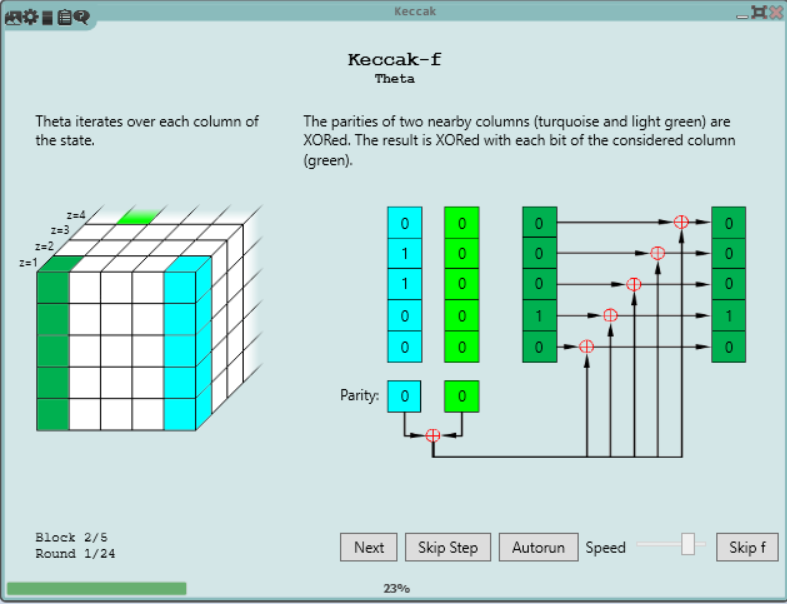 Keccak
Keccak-f
Theta
Theta iterates over each column of
the state.
The parities of two nearby columns (turquoise and light green) are
XORed. The result is XORed with each bit of the considered column
(green).
z=4
z=3
z=2
z=1
0 0 0 0
1 0 0 0
1 0 0 0
0 0 1 1
0 0 0 0
Parity: 0 0
Block 2/5
Round 1/24
Next Skip Step Autorun Speed Skip f
23%